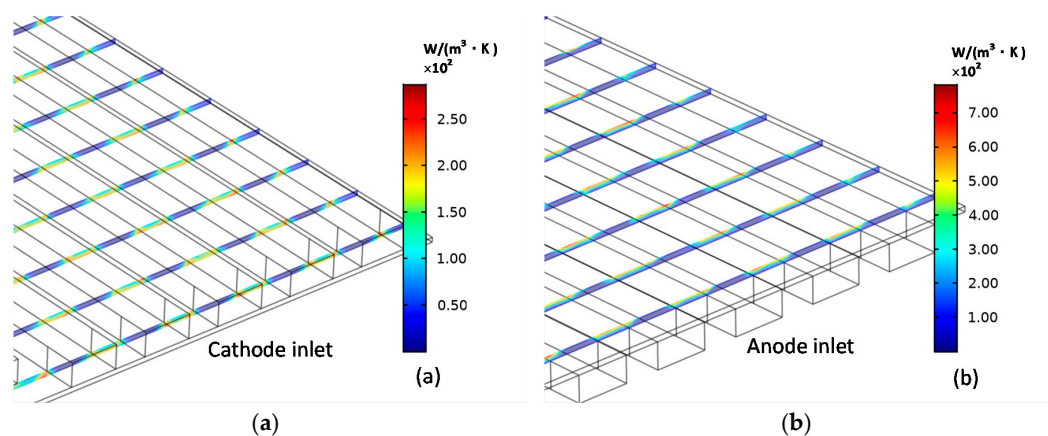 W/(m³ · K )
×10²
2.50
2.00
1.50
1.00
0.50
Cathode inlet
(a)
W/(m³ · K )
×10²
7.00
6.00
5.00
4.00
3.00
2.00
1.00
Anode inlet
(b)
(a)
(b)